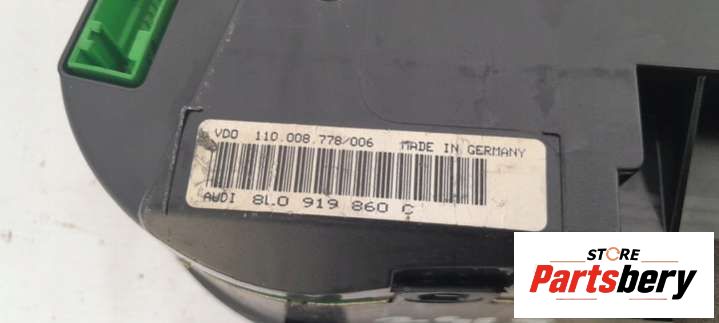 VDO 110.008.778/006 MADE IN GERMANY
AUDI 8L0 919 860 C
STORE
Partsbery